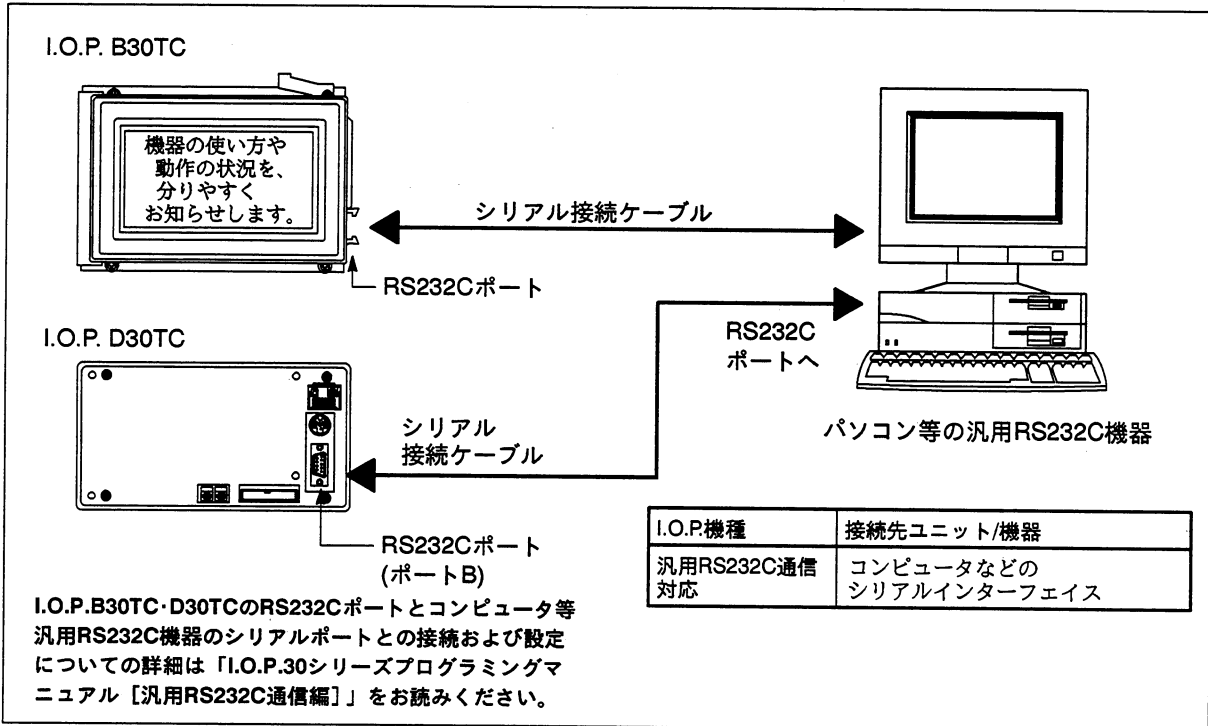 I.O.P. B30TC
機器の使い方や
動作の状況を、
分りやすく
お知らせします。
シリアル接続ケーブル
RS232Cポート
I.O.P. D30TC
RS232C
ポートへ
シリアル
接続ケーブル
パソコン等の汎用RS232C機器
RS232Cポート
(ポートB)
I.O.P.機種
接続先ユニット/機器
汎用RS232C通信
対応
コンピュータなどの
シリアルインターフェイス
I.O.P.B30TC･D30TCのRS232Cポートとコンピュータ等
汎用RS232C機器のシリアルポートとの接続および設定
についての詳細は「I.O.P.30シリーズプログラミングマ
ニュアル［汎用RS232C通信編］」をお読みください。